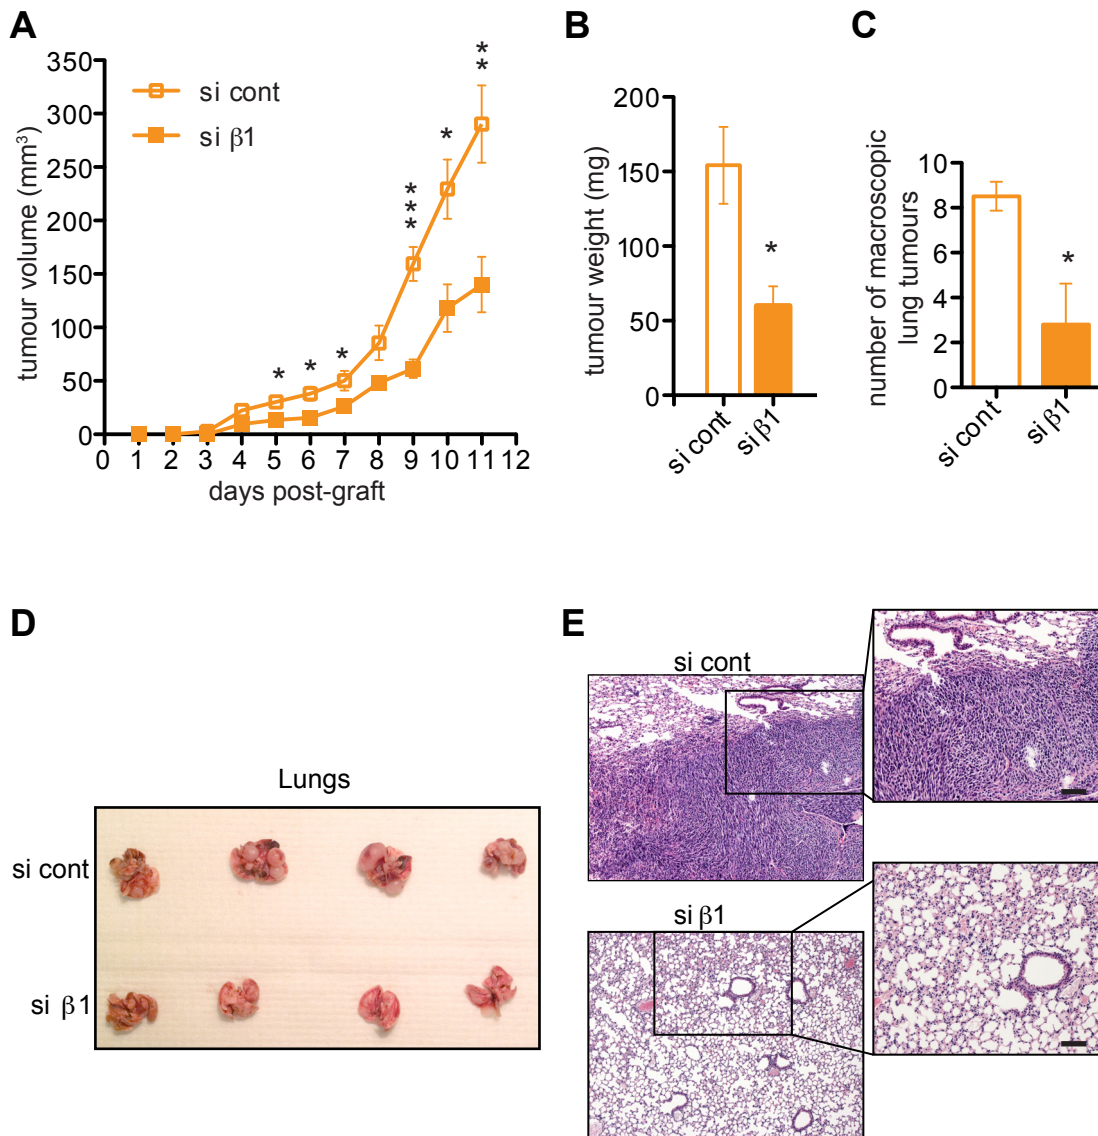 A
350
300
250
200
150
100
50
0
tumour volume (mm³)
si cont
si β1
*
*
*
***
*
**
0 1 2 3 4 5 6 7 8 9 10 11 12
days post-graft
B
200
150
100
50
0
tumour weight (mg)
*
si cont
si β1
C
10
8
6
4
2
0
number of macroscopic
lung tumours
*
si cont
si β1
D
Lungs
si cont
si β1
E
si cont
si β1